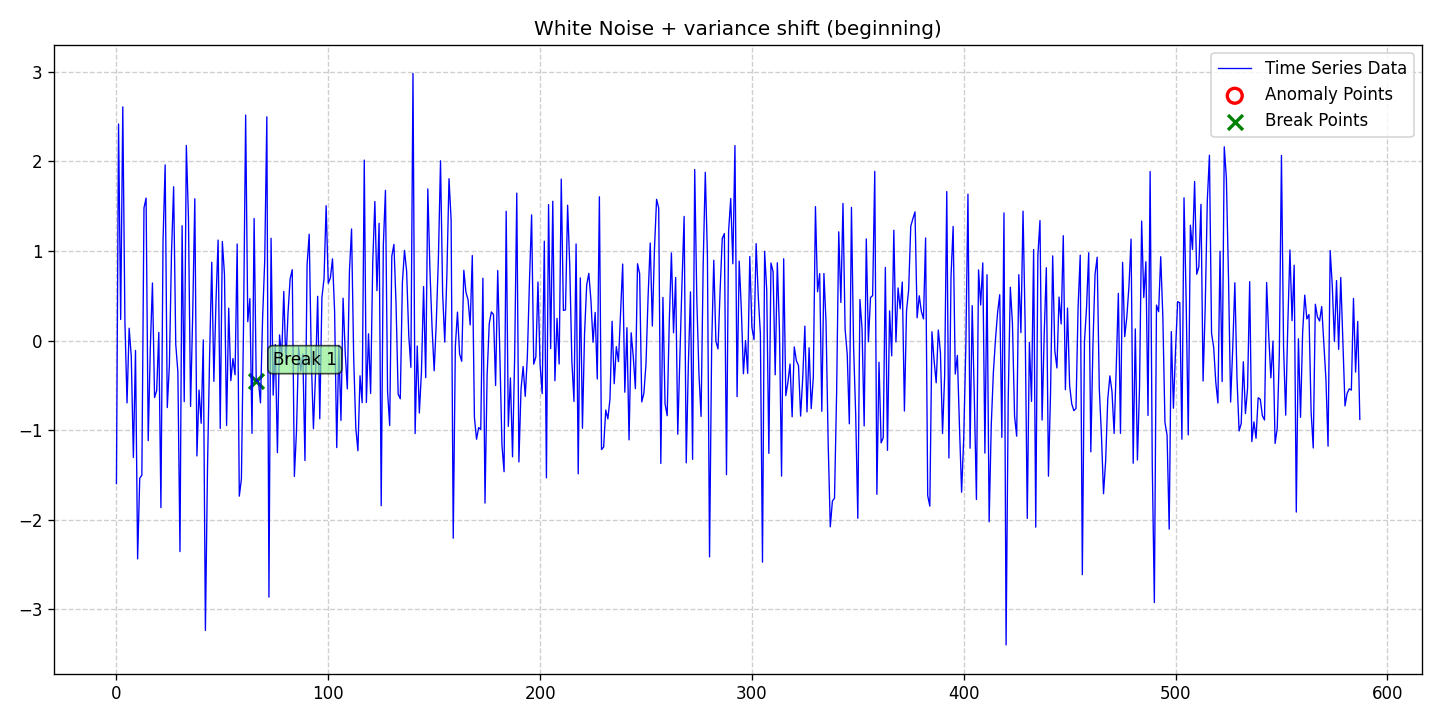 White Noise + variance shift (beginning)
3
2
1
0
−1
−2
−3
Time Series Data
Anomaly Points
Break Points
Break 1
0
100
200
300
400
500
600